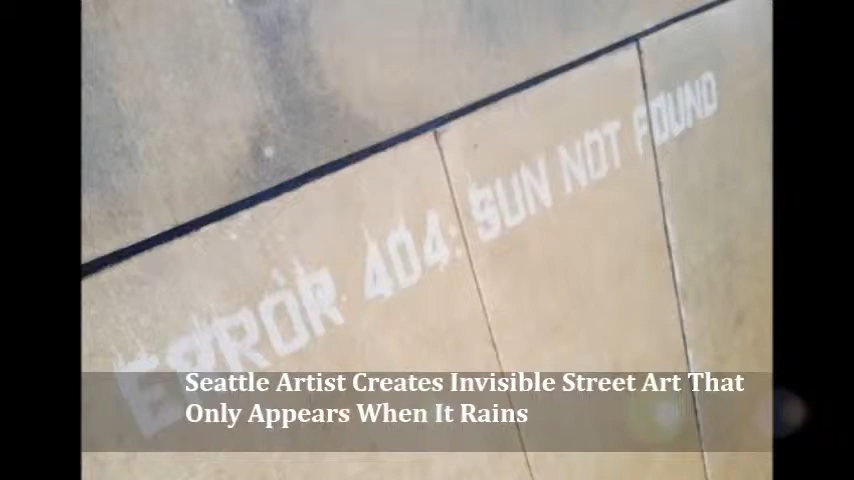 ERROR 404: SUN NOT FOUND
Seattle Artist Creates Invisible Street Art That
Only Appears When It Rains